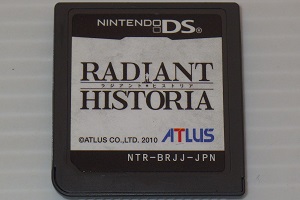 NINTENDO DS
RADIANT
ラジアント ヒストリア
HISTORIA
©ATLUS CO.,LTD. 2010 ATLUS
NTR-BRJJ-JPN